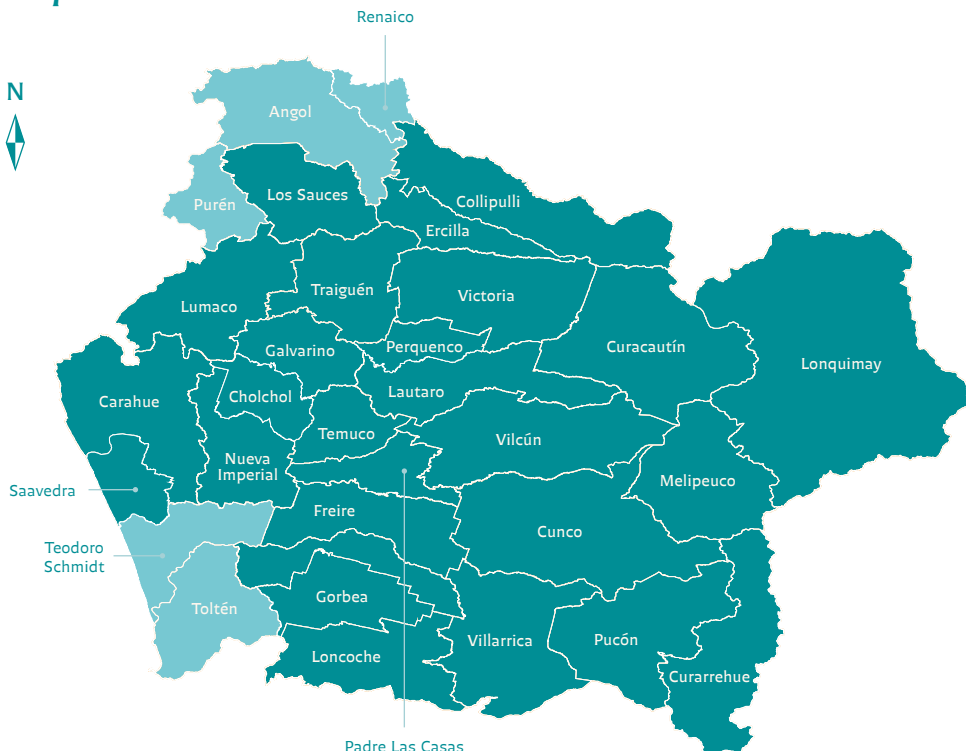 Renaico
N
Angol
Los Sauces
Purén
Collipulli
Ercilla
Traiguén
Victoria
Lumaco
Galvarino
Perquenco
Curacautín
Lonquimay
Carahue
Cholchol
Lautaro
Temuco
Vilcún
Nueva
Imperial
Melipeuco
Saavedra
Freire
Cunco
Teodoro
Schmidt
Toltén
Gorbea
Villarrica
Pucón
Loncoche
Curarrehue
Padre Las Casas